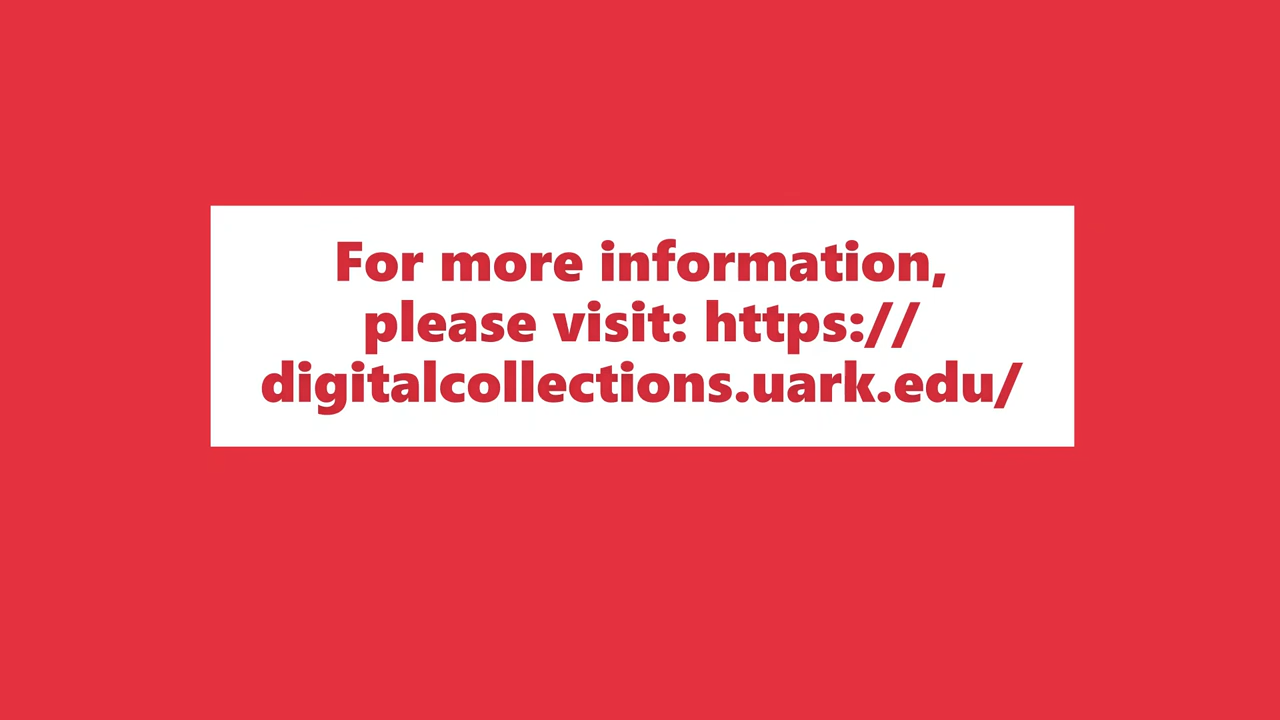 For more information,
please visit: https://
digitalcollections.uark.edu/